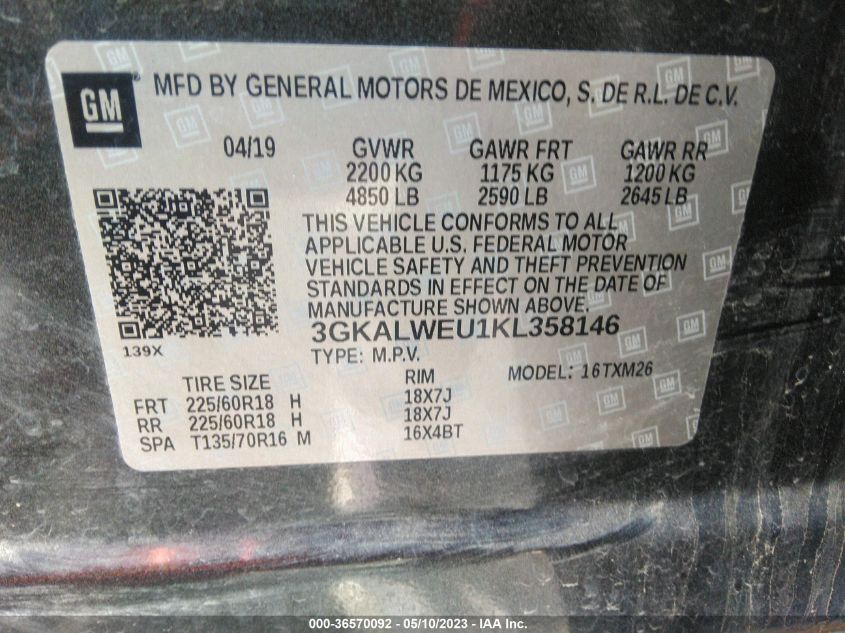 GM
MFD BY GENERAL MOTORS DE MEXICO, S. DE R.L. DE C.V.
04/19 GVWR GAWR FRT GAWR RR
2200 KG 1175 KG 1200 KG
4850 LB 2590 LB 2645 LB
THIS VEHICLE CONFORMS TO ALL
APPLICABLE U.S. FEDERAL MOTOR
VEHICLE SAFETY AND THEFT PREVENTION
STANDARDS IN EFFECT ON THE DATE OF
MANUFACTURE SHOWN ABOVE.
3GKALWEU1KL358146
139X
TYPE: M.P.V. MODEL: 16TXM26
TIRE SIZE RIM
FRT 225/60R18 H 18X7J
RR 225/60R18 H 18X7J
SPA T135/70R16 M 16X4BT
000-36570092 - 05/10/2023 - IAA Inc.